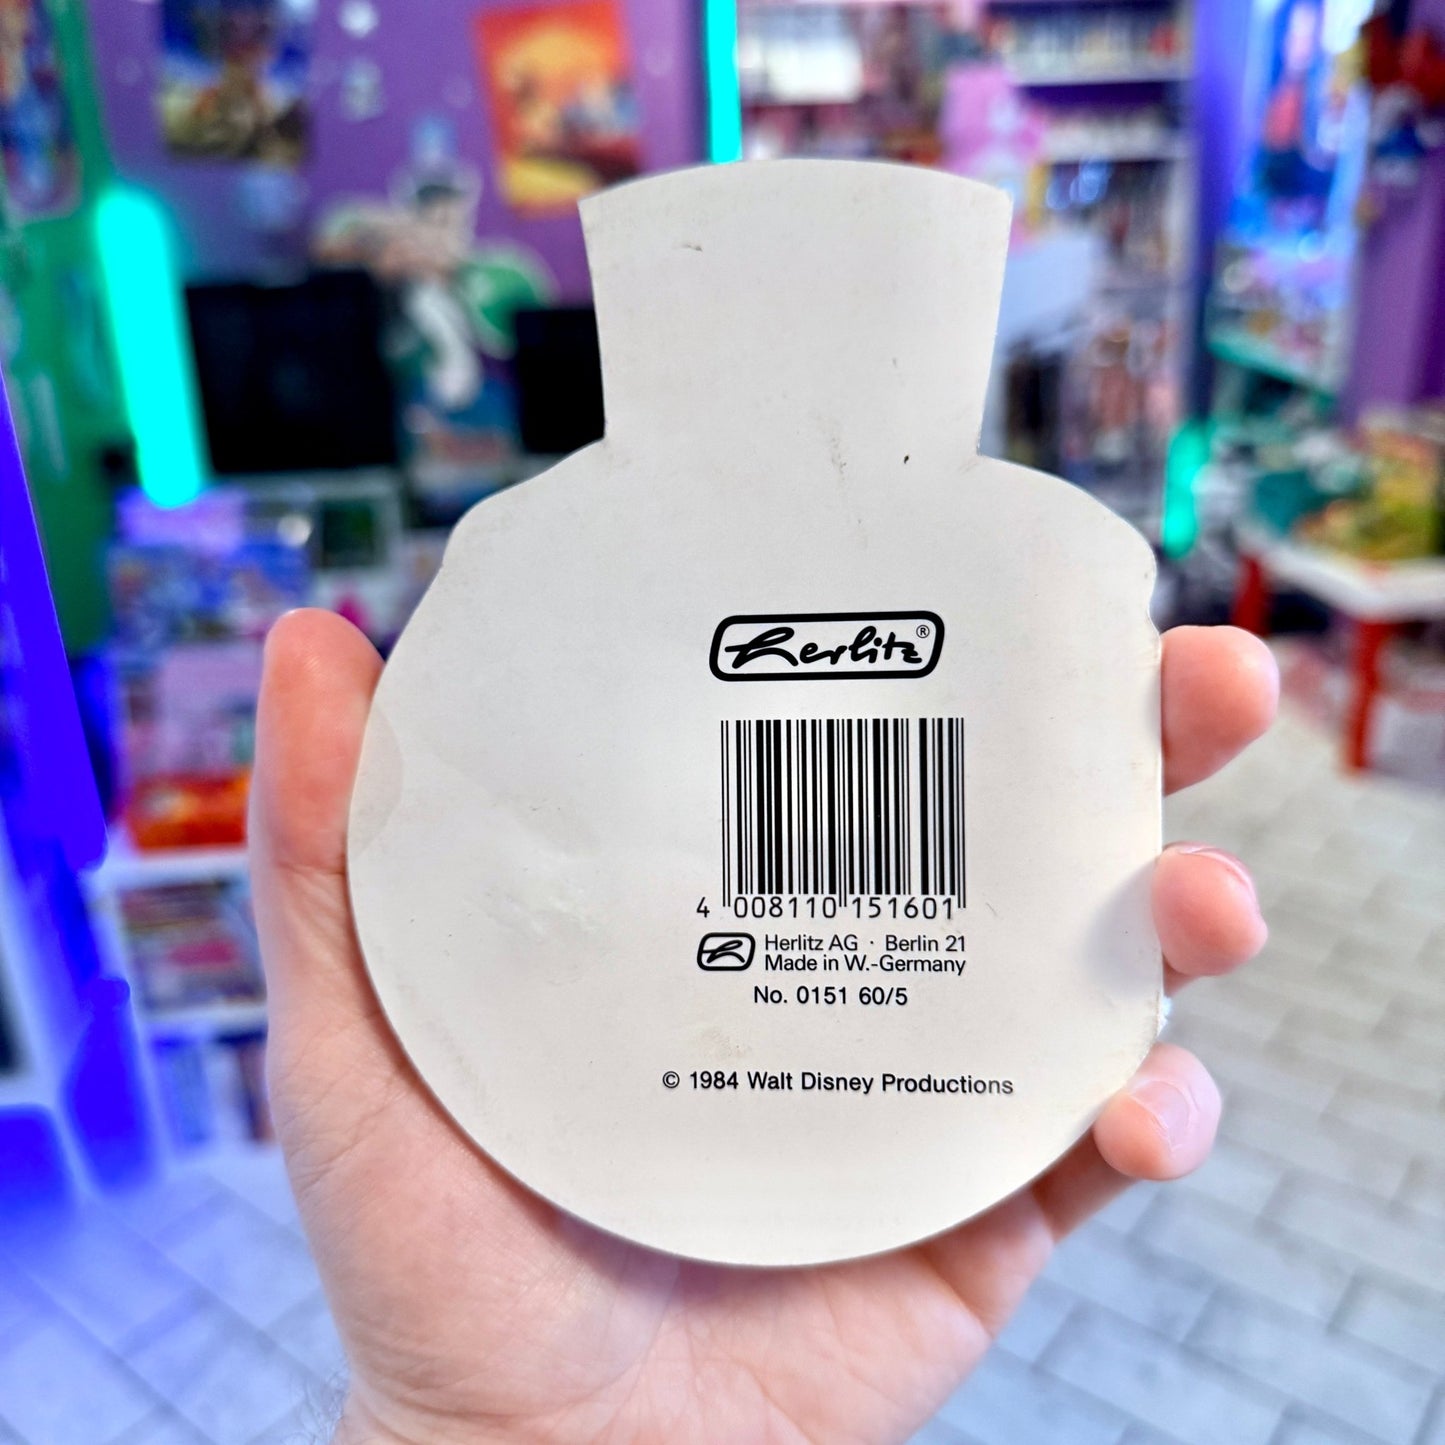 herlitz®
4 008110 151601
Herlitz AG · Berlin 21
Made in W.-Germany
No. 0151 60/5
© 1984 Walt Disney Productions